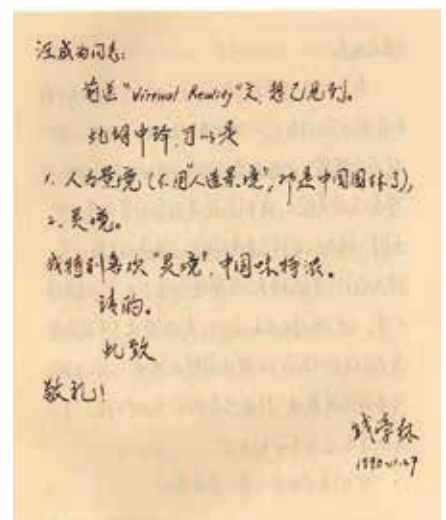 汪成为同志：
前送“Virtual Reality”文，想已见到。
此词中译，可以是
1. 人为景境（不用“人造景境”，那是中国园林了），
2. 灵境。
我特别喜欢“灵境”，中国味特浓。
请酌。
此致
敬礼！
钱学森
1990.11.27